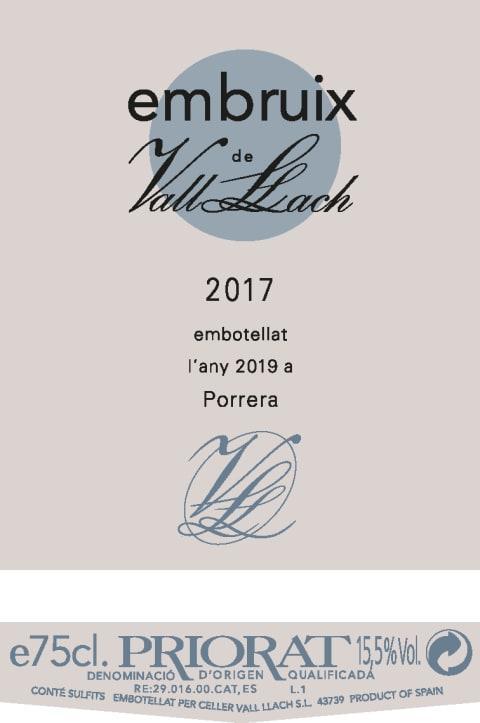 embruix
de
Vall Llach
2017
embotellat
l'any 2019 a
Porrera
VLL
e75cl. PRIORAT 15,5%Vol.
DENOMINACIÓ D'ORIGEN QUALIFICADA
RE:29.016.00.CAT,ES L.1
CONTÉ SULFITS EMBOTELLAT PER CELLER VALL LLACH S.L. 43739 PRODUCT OF SPAIN